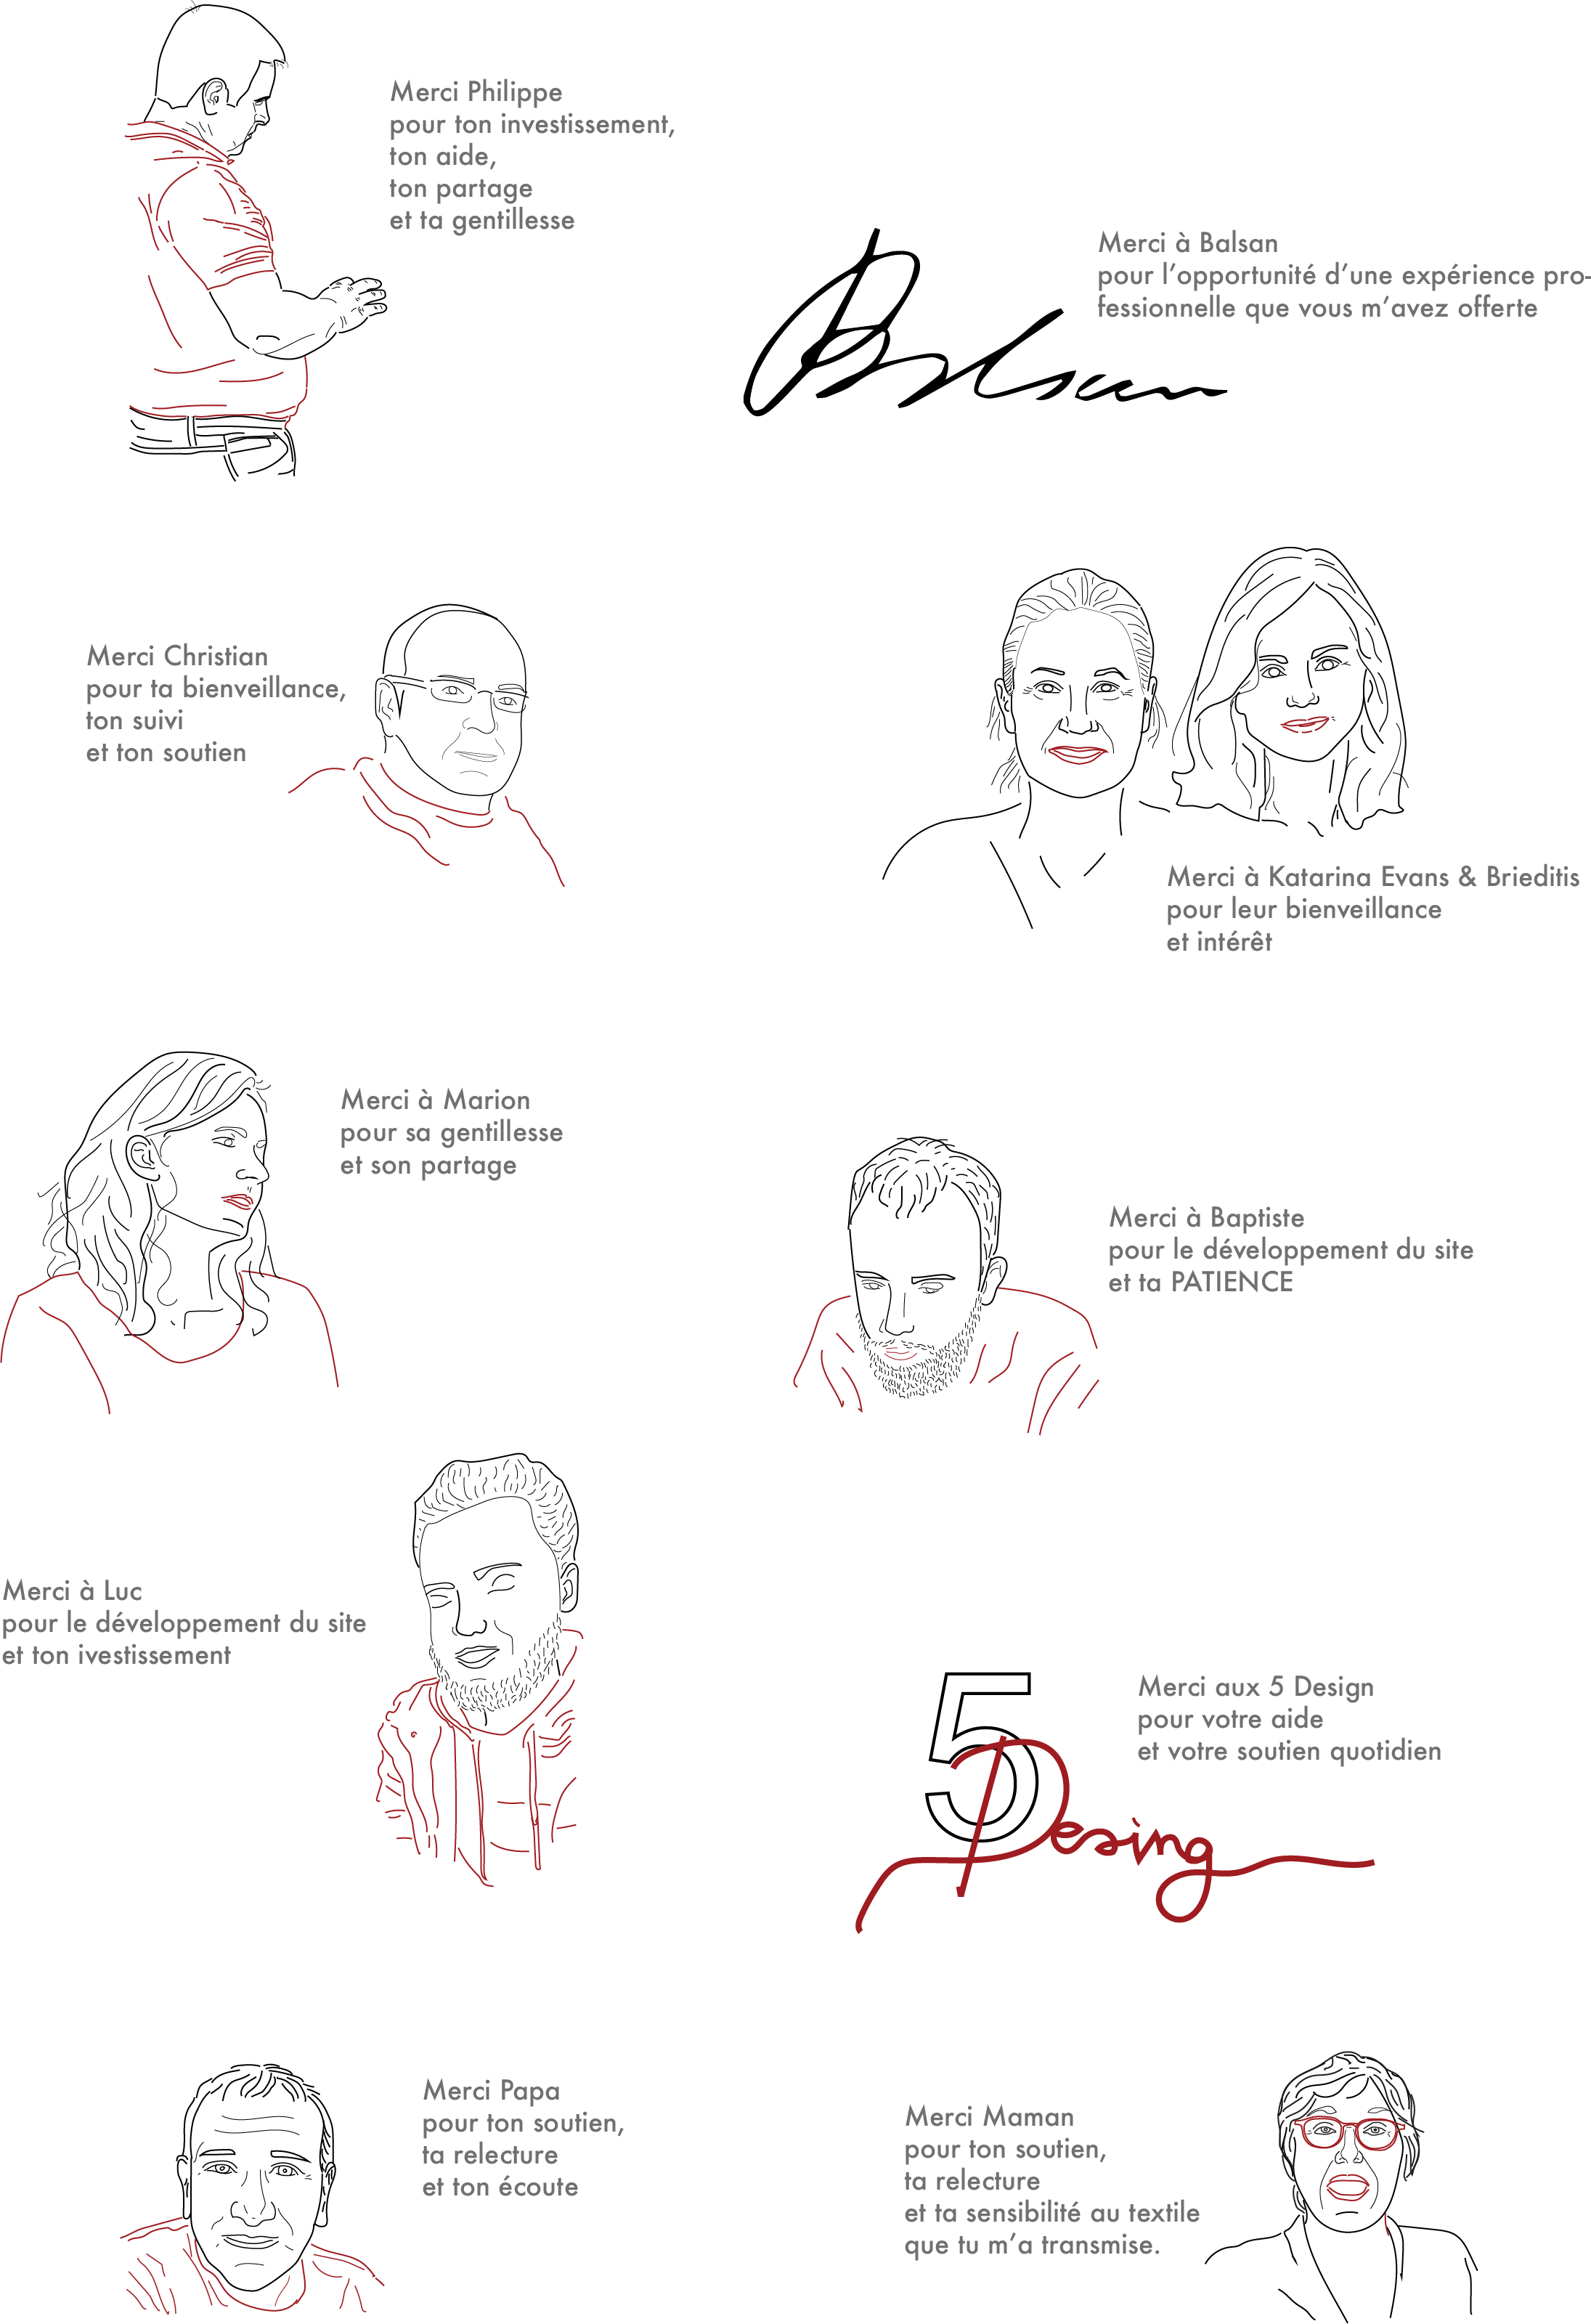 Merci Philippe
pour ton investissement,
ton aide,
ton partage
et ta gentillesse
Merci à Balsan
pour l’opportunité d’une expérience pro-
fessionnelle que vous m’avez offerte
Balsan
Merci Christian
pour ta bienveillance,
ton suivi
et ton soutien
Merci à Katarina Evans & Brieditis
pour leur bienveillance
et intérêt
Merci à Marion
pour sa gentillesse
et son partage
Merci à Baptiste
pour le développement du site
et ta PATIENCE
Merci à Luc
pour le développement du site
et ton ivestissement
Merci aux 5 Design
pour votre aide
et votre soutien quotidien
5 Desing
Merci Papa
pour ton soutien,
ta relecture
et ton écoute
Merci Maman
pour ton soutien,
ta relecture
et ta sensibilité au textile
que tu m’a transmise.